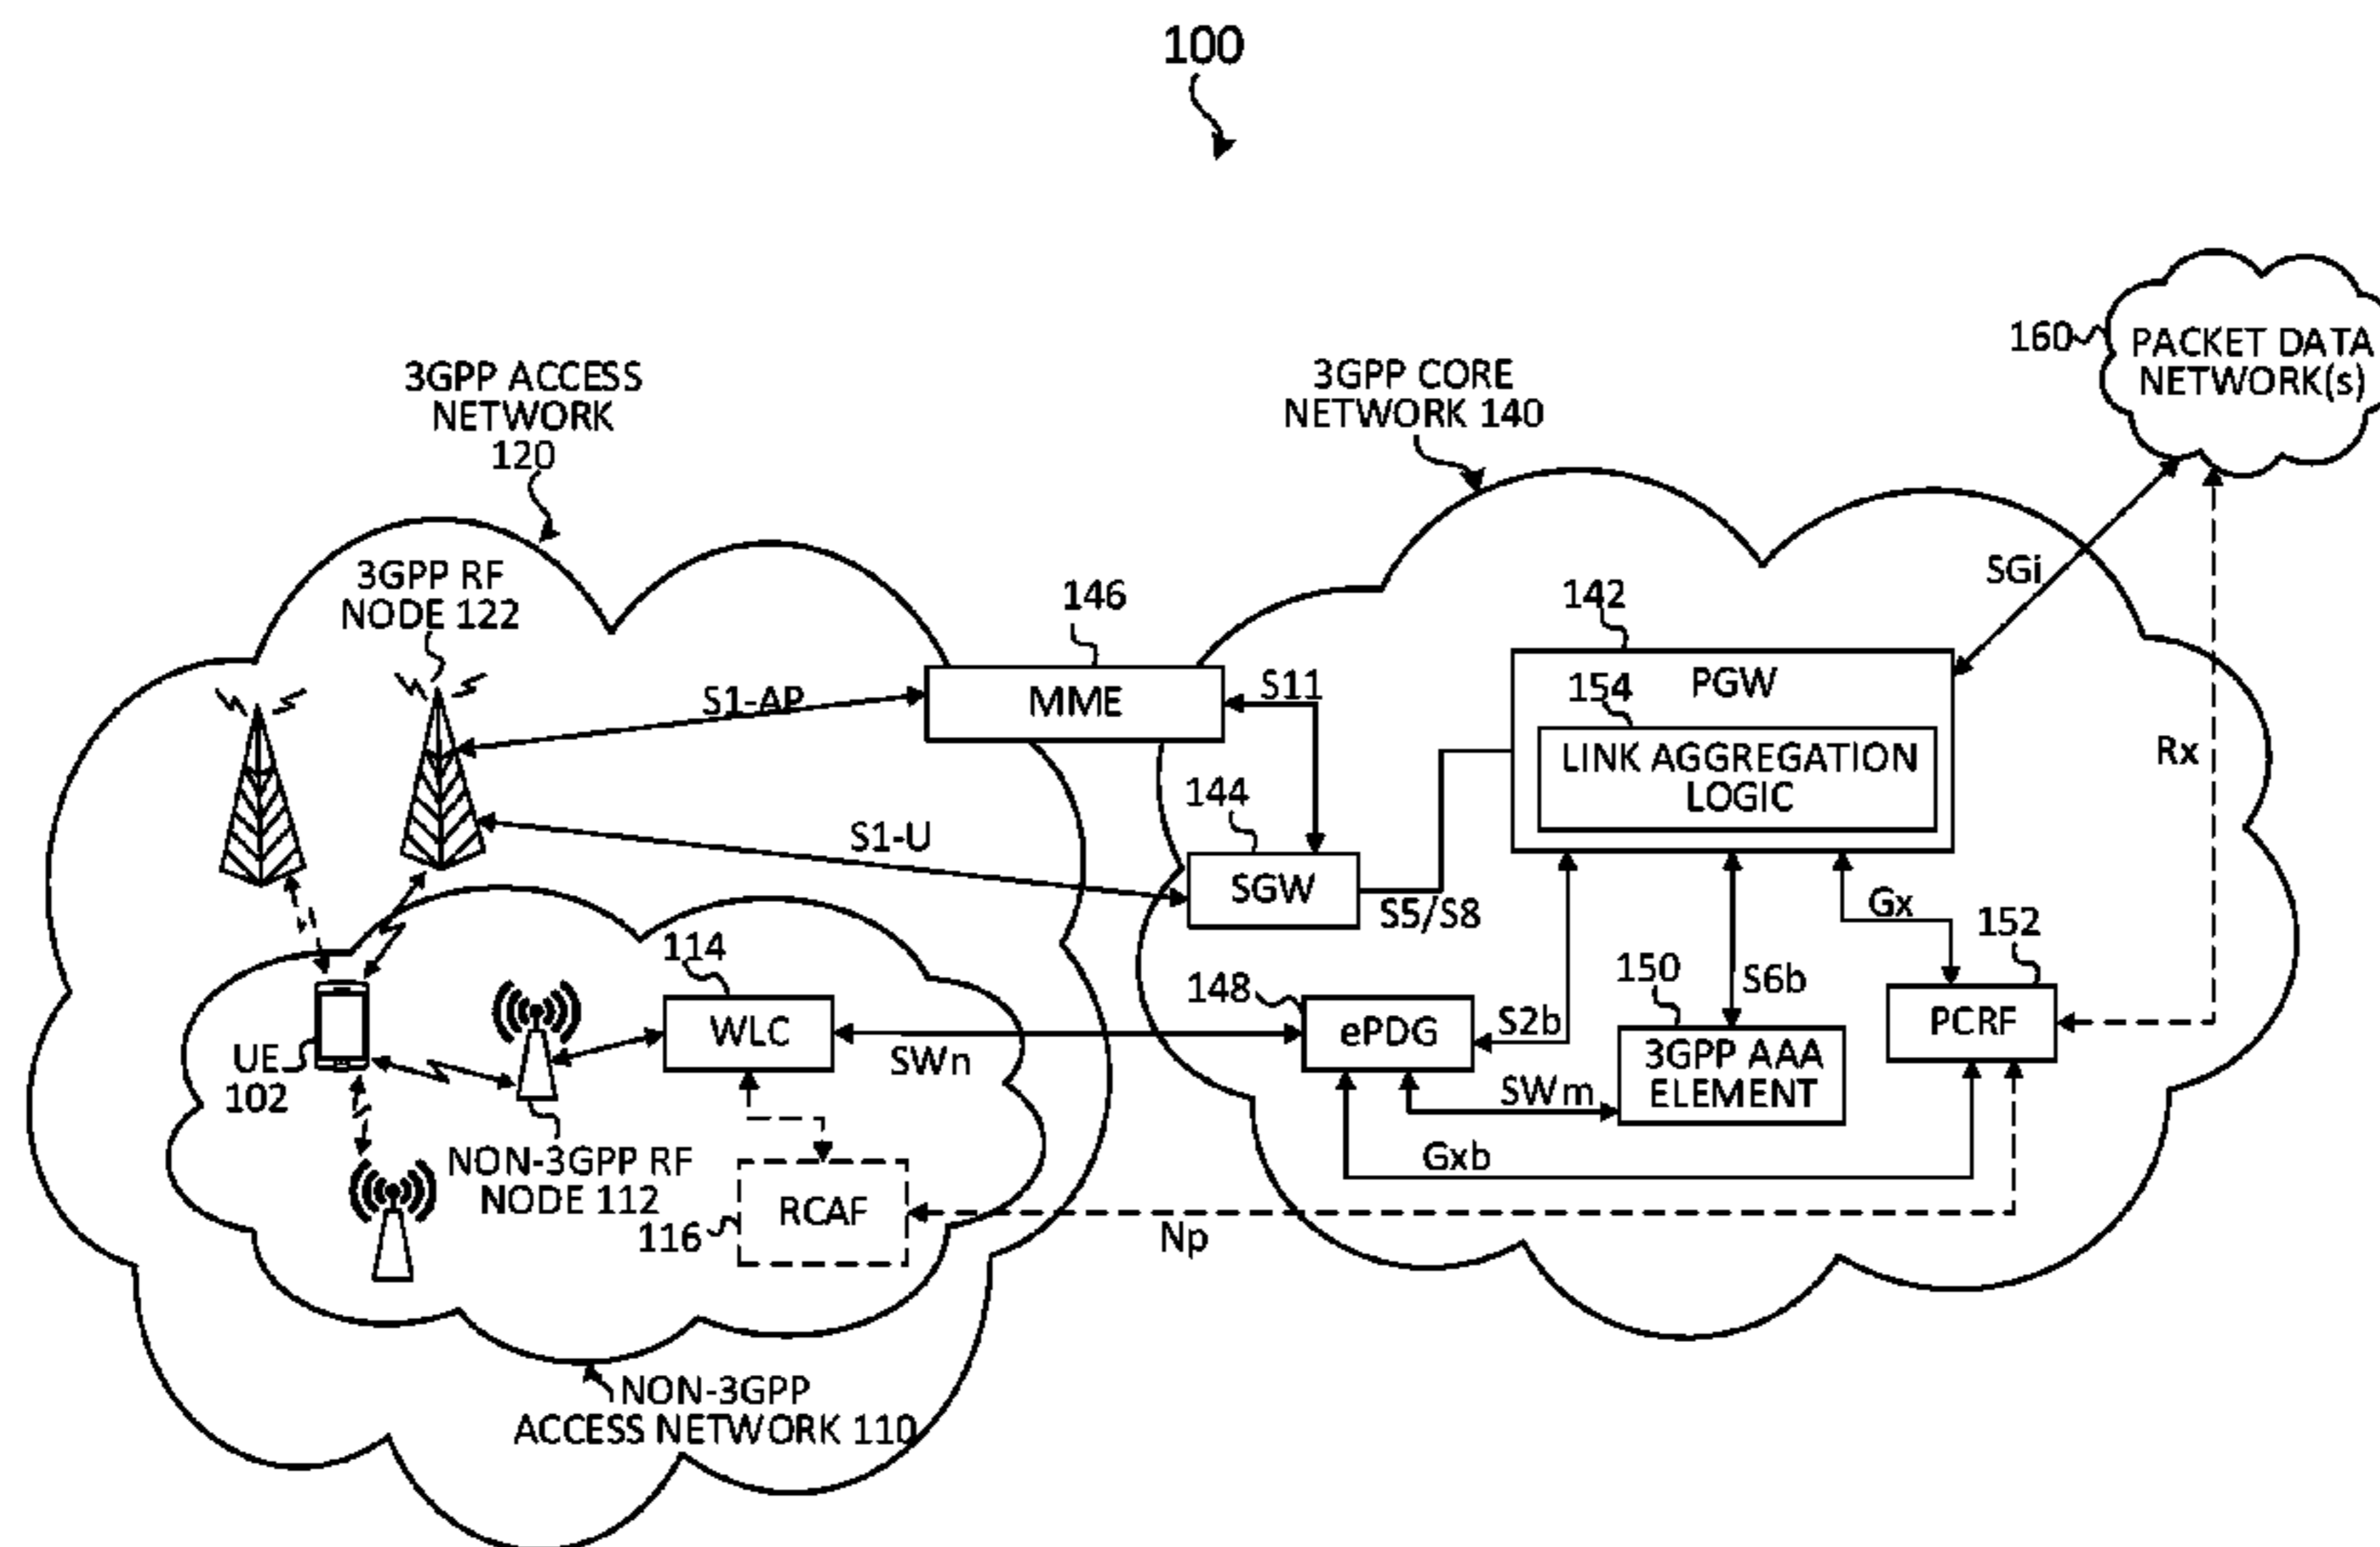 100
160
PACKET DATA
NETWORK(s)
3GPP ACCESS
NETWORK
120
3GPP CORE
NETWORK 140
3GPP RF
NODE 122
146
142
SGi
S1-AP
MME
S11
PGW
154
LINK AGGREGATION
LOGIC
Rx
144
S1-U
SGW
S5/S8
Gx
152
114
148
150
S6b
WLC
SWn
ePDG
S2b
PCRF
UE
102
3GPP AAA
ELEMENT
SWm
Gxb
NON-3GPP RF
NODE 112
116
RCAF
Np
NON-3GPP
ACCESS NETWORK 110